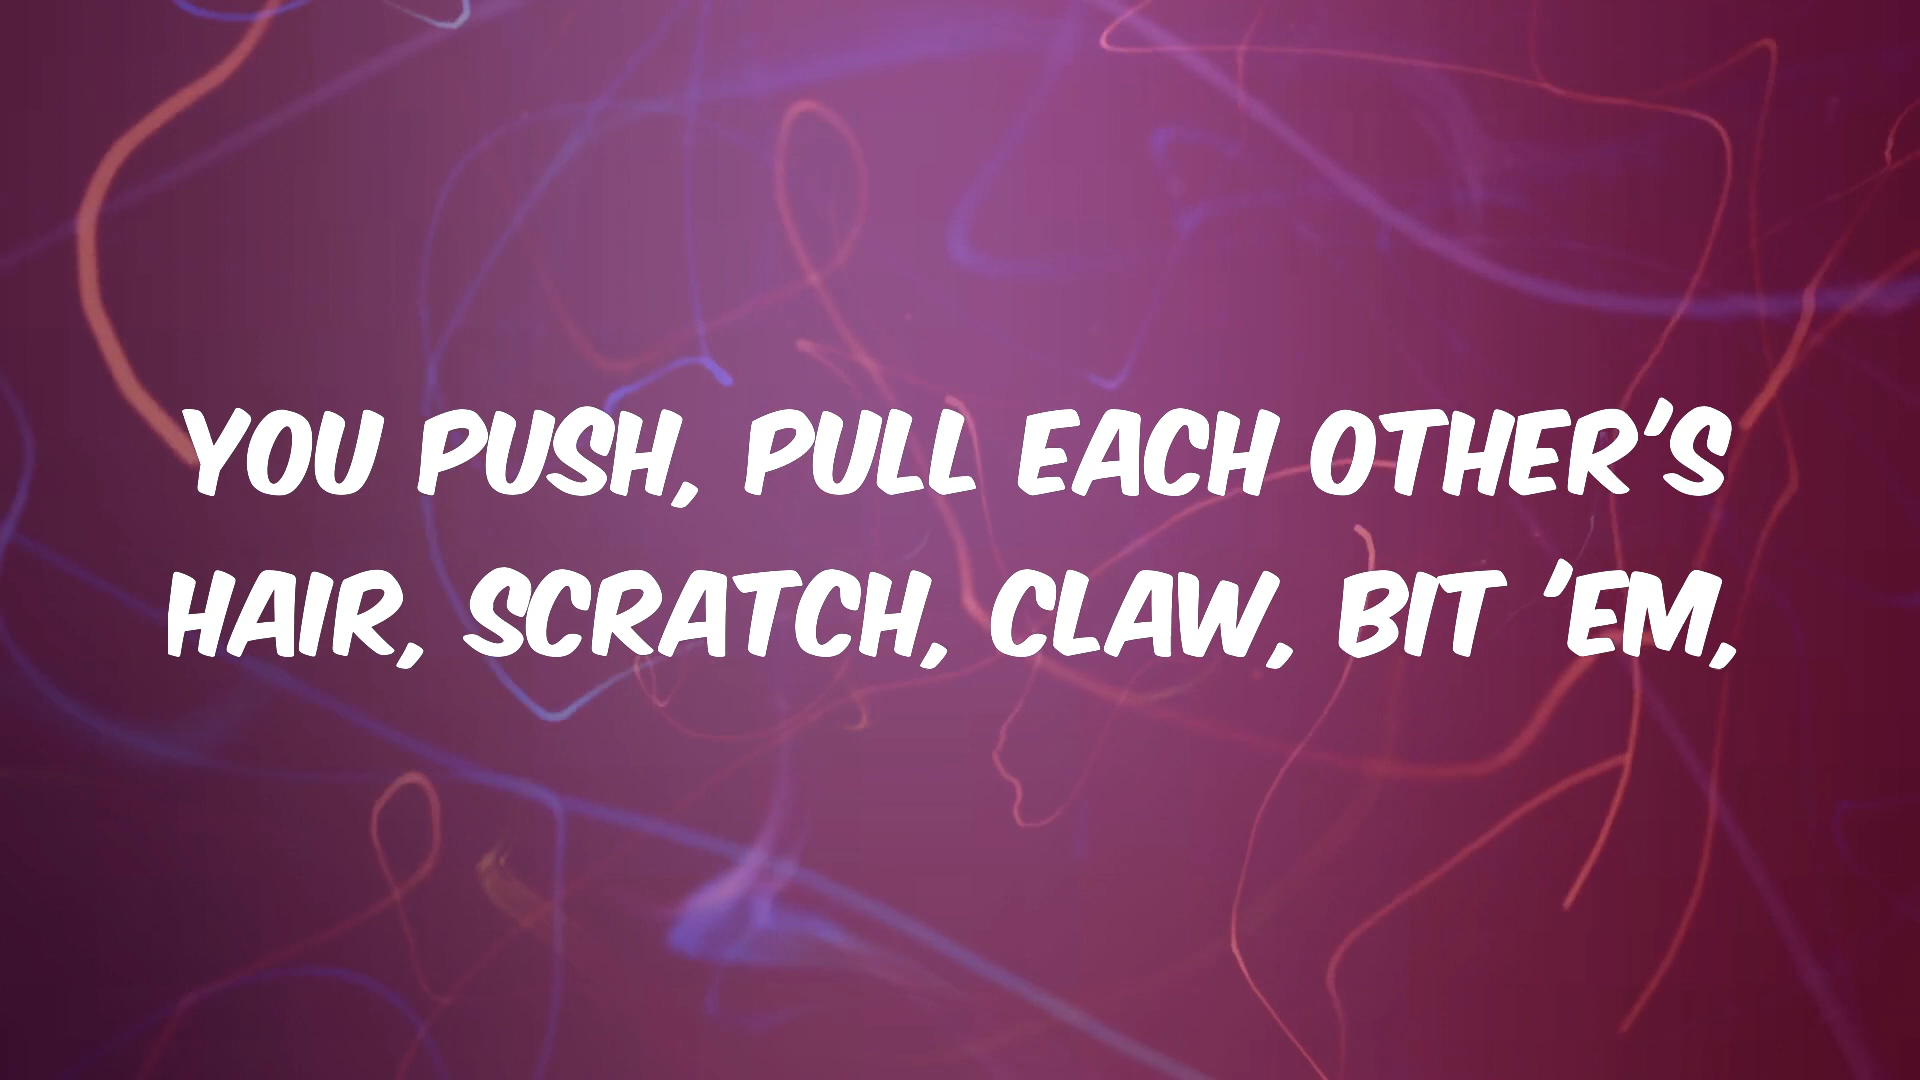 YOU PUSH, PULL EACH OTHER'S
HAIR, SCRATCH, CLAW, BIT 'EM,